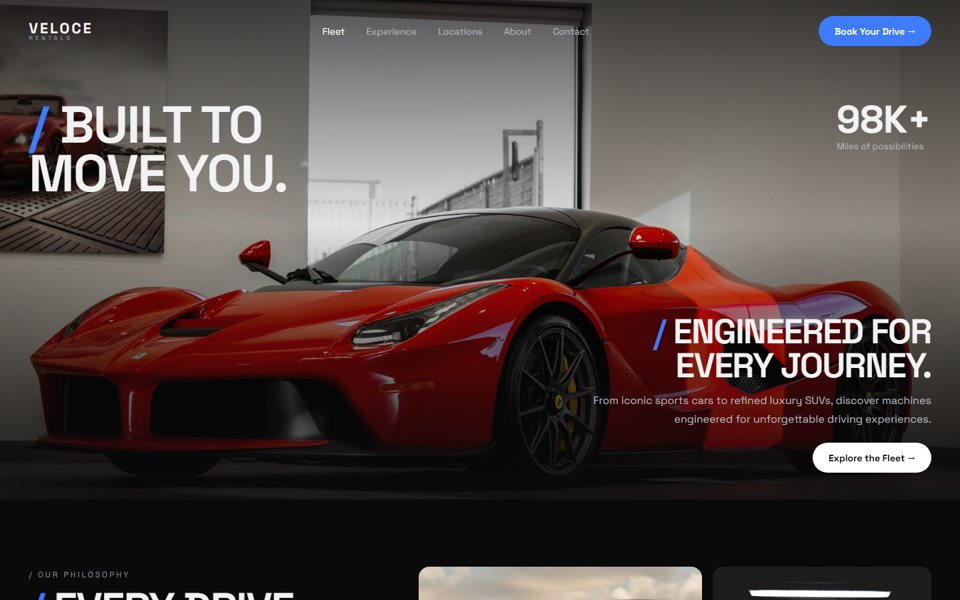 VELOCE
RENTALS
Fleet
Experience
Locations
About
Contact
Book Your Drive →
/ BUILT TO
MOVE YOU.
98K+
Miles of possibilities
/ ENGINEERED FOR
EVERY JOURNEY.
From iconic sports cars to refined luxury SUVs, discover machines
engineered for unforgettable driving experiences.
Explore the Fleet →
/ OUR PHILOSOPHY
/ EVERY DRIVE